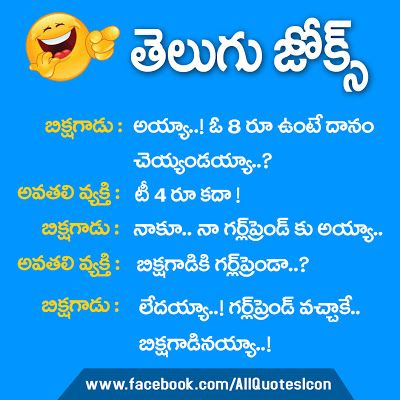 తెలుగు జోక్స్
బిక్షగాడు : అయ్యా..! ఓ 8 రూ ఉంటే దానం
చెయ్యండయ్యా..?
అవతలి వ్యక్తి : టీ 4 రూ కదా !
బిక్షగాడు : నాకూ.. నా గర్ల్‌ఫ్రెండ్ కు అయ్యా..
అవతలి వ్యక్తి : బిక్షగాడికి గర్ల్‌ఫ్రెండా..?
బిక్షగాడు : లేదయ్యా..! గర్ల్‌ఫ్రెండ్ వచ్చాకే..
బిక్షగాడినయ్యా..!
www.facebook.com/AllQuotesIcon